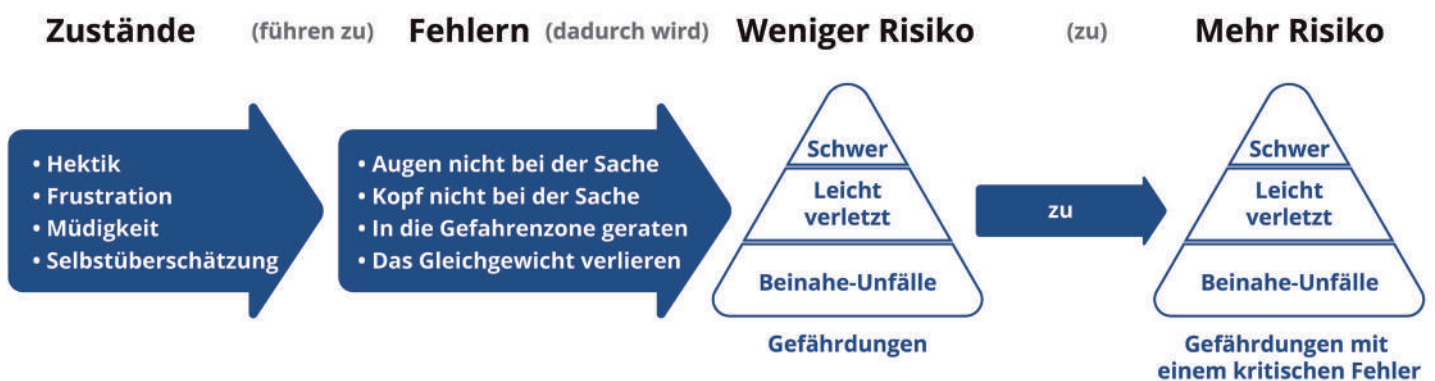 Zustände (führen zu) Fehlern (dadurch wird) Weniger Risiko (zu) Mehr Risiko
• Hektik
• Frustration
• Müdigkeit
• Selbstüberschätzung
• Augen nicht bei der Sache
• Kopf nicht bei der Sache
• In die Gefahrenzone geraten
• Das Gleichgewicht verlieren
Schwer
Leicht
verletzt
Beinahe-Unfälle
Gefährdungen
zu
Schwer
Leicht
verletzt
Beinahe-Unfälle
Gefährdungen mit
einem kritischen Fehler